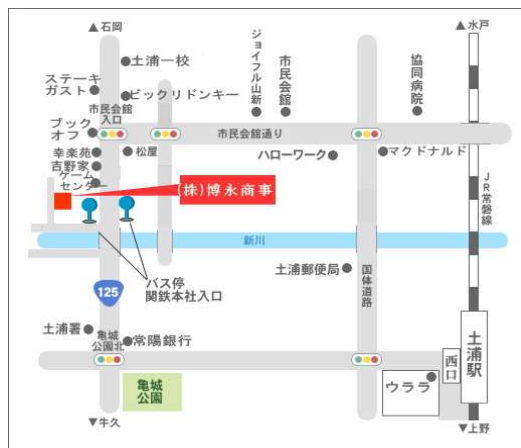 ▲石岡
▲水戸
土浦一校
ジョイフル山新
市民会館
協同病院
ステーキ
ガスト
ビックリドンキー
市民会館
入口
ブック
オフ
市民会館通り
幸楽苑
松屋
ハローワーク
マクドナルド
吉野家
ゲーム
センター
(株)博永商事
JR常磐線
新川
バス停
関鉄本社入口
土浦郵便局
国体道路
125
土浦署
亀城
公園北
常陽銀行
土浦駅
西口
亀城
公園
ウララ
▼牛久
▼上野